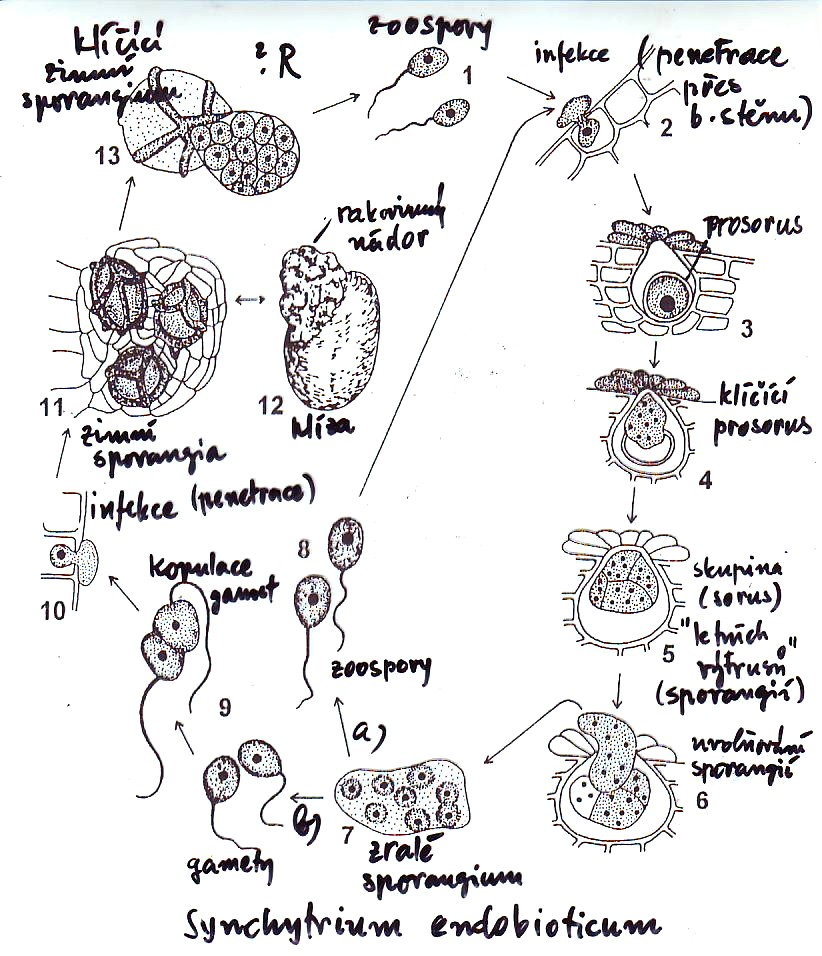 klíčící
zimní
sporangium
? R
13
zoospory
1
infekce (penetrace
přes
b. stěnu)
2
prosorus
3
klíčící
prosorus
4
skupina
(sorus)
"letních
výtrusů"
(sporangií)
5
uvolňování
sporangií
6
7
zralé
sporangium
a)
b)
zoospory
8
gamety
kopulace
gamet
9
infekce (penetrace)
10
zimní
sporangia
11
rakovinný
nádor
12
hlíza
Synchytrium endobioticum